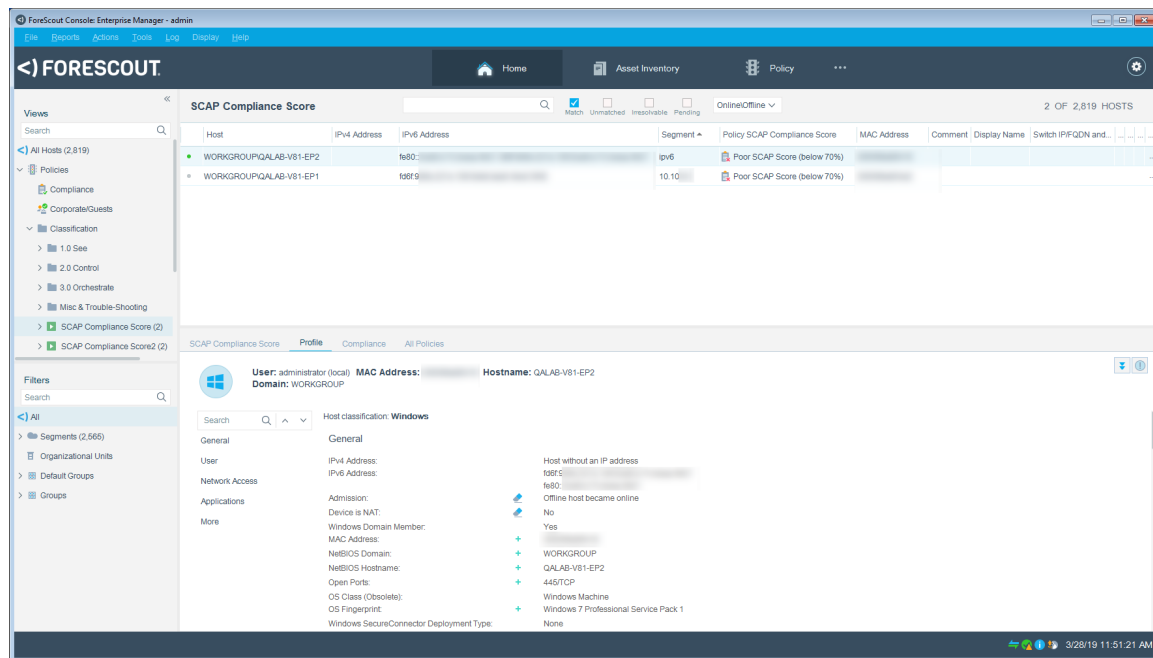 ForeScout Console: Enterprise Manager - admin
File Reports Actions Tools Log Display Help
<) FORESCOUT.
Home
Asset Inventory
Policy
...
«
Views
Search
<) All Hosts (2,819)
Policies
Compliance
Corporate/Guests
Classification
1.0 See
2.0 Control
3.0 Orchestrate
Misc & Trouble-Shooting
SCAP Compliance Score (2)
SCAP Compliance Score2 (2)
Filters
Search
<) All
Segments (2,565)
Organizational Units
Default Groups
Groups
SCAP Compliance Score
Match Unmatched Irresolvable Pending
Online\Offline
2 OF 2,819 HOSTS
Host IPv4 Address IPv6 Address Segment Policy SCAP Compliance Score MAC Address Comment Display Name Switch IP/FQDN and... ... ... ...
WORKGROUP\QALAB-V81-EP2 fe80: ipv6 Poor SCAP Score (below 70%) ...
WORKGROUP\QALAB-V81-EP1 fd6f:9 10.10 Poor SCAP Score (below 70%) ...
SCAP Compliance Score Profile Compliance All Policies
User: administrator (local) MAC Address: Hostname: QALAB-V81-EP2
Domain: WORKGROUP
Search
General
User
Network Access
Applications
More
Host classification: Windows
General
IPv4 Address: Host without an IP address
IPv6 Address: fd6f:9
fe80:
Admission: Offline host became online
Device is NAT: No
Windows Domain Member: Yes
MAC Address: +
NetBIOS Domain: + WORKGROUP
NetBIOS Hostname: + QALAB-V81-EP2
Open Ports: + 445/TCP
OS Class (Obsolete): Windows Machine
OS Fingerprint: + Windows 7 Professional Service Pack 1
Windows SecureConnector Deployment Type: None
3/28/19 11:51:21 AM